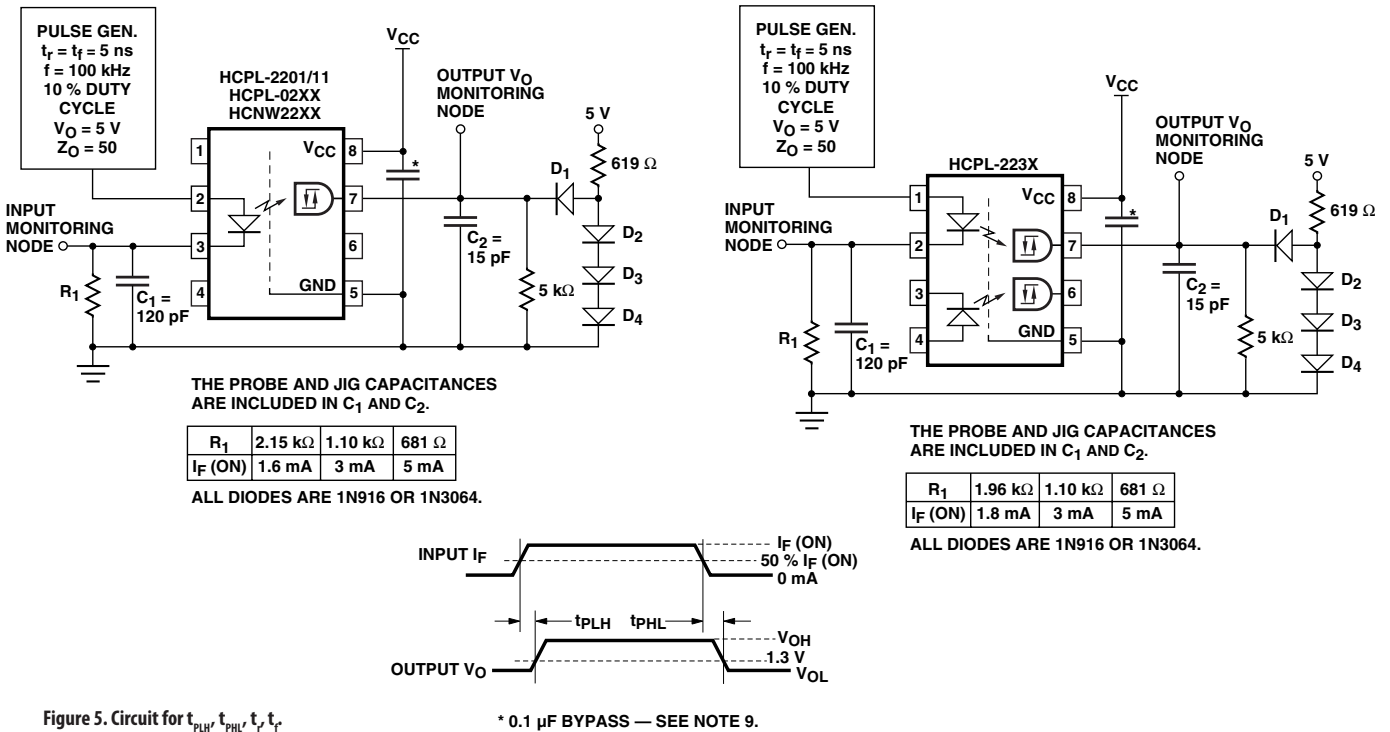 PULSE GEN.
tr = tf = 5 ns
f = 100 kHz
10 % DUTY
CYCLE
VO = 5 V
ZO = 50
INPUT
MONITORING
NODE
R1
C1 =
120 pF
HCPL-2201/11
HCPL-02XX
HCNW22XX
1
2
3
4
VCC 8
7
6
GND 5
VCC
*
OUTPUT VO
MONITORING
NODE
C2 =
15 pF
5 kΩ
D1
5 V
619 Ω
D2
D3
D4
THE PROBE AND JIG CAPACITANCES
ARE INCLUDED IN C1 AND C2.
R1 2.15 kΩ 1.10 kΩ 681 Ω
IF (ON) 1.6 mA 3 mA 5 mA
ALL DIODES ARE 1N916 OR 1N3064.
PULSE GEN.
tr = tf = 5 ns
f = 100 kHz
10 % DUTY
CYCLE
VO = 5 V
ZO = 50
INPUT
MONITORING
NODE
R1
C1 =
120 pF
HCPL-223X
1
2
3
4
VCC 8
7
6
GND 5
VCC
*
OUTPUT VO
MONITORING
NODE
C2 =
15 pF
5 kΩ
D1
5 V
619 Ω
D2
D3
D4
THE PROBE AND JIG CAPACITANCES
ARE INCLUDED IN C1 AND C2.
R1 1.96 kΩ 1.10 kΩ 681 Ω
IF (ON) 1.8 mA 3 mA 5 mA
ALL DIODES ARE 1N916 OR 1N3064.
INPUT IF
IF (ON)
50 % IF (ON)
0 mA
tPLH tPHL
OUTPUT VO
VOH
1.3 V
VOL
Figure 5. Circuit for tPLH, tPHL, tr, tf.
* 0.1 µF BYPASS — SEE NOTE 9.